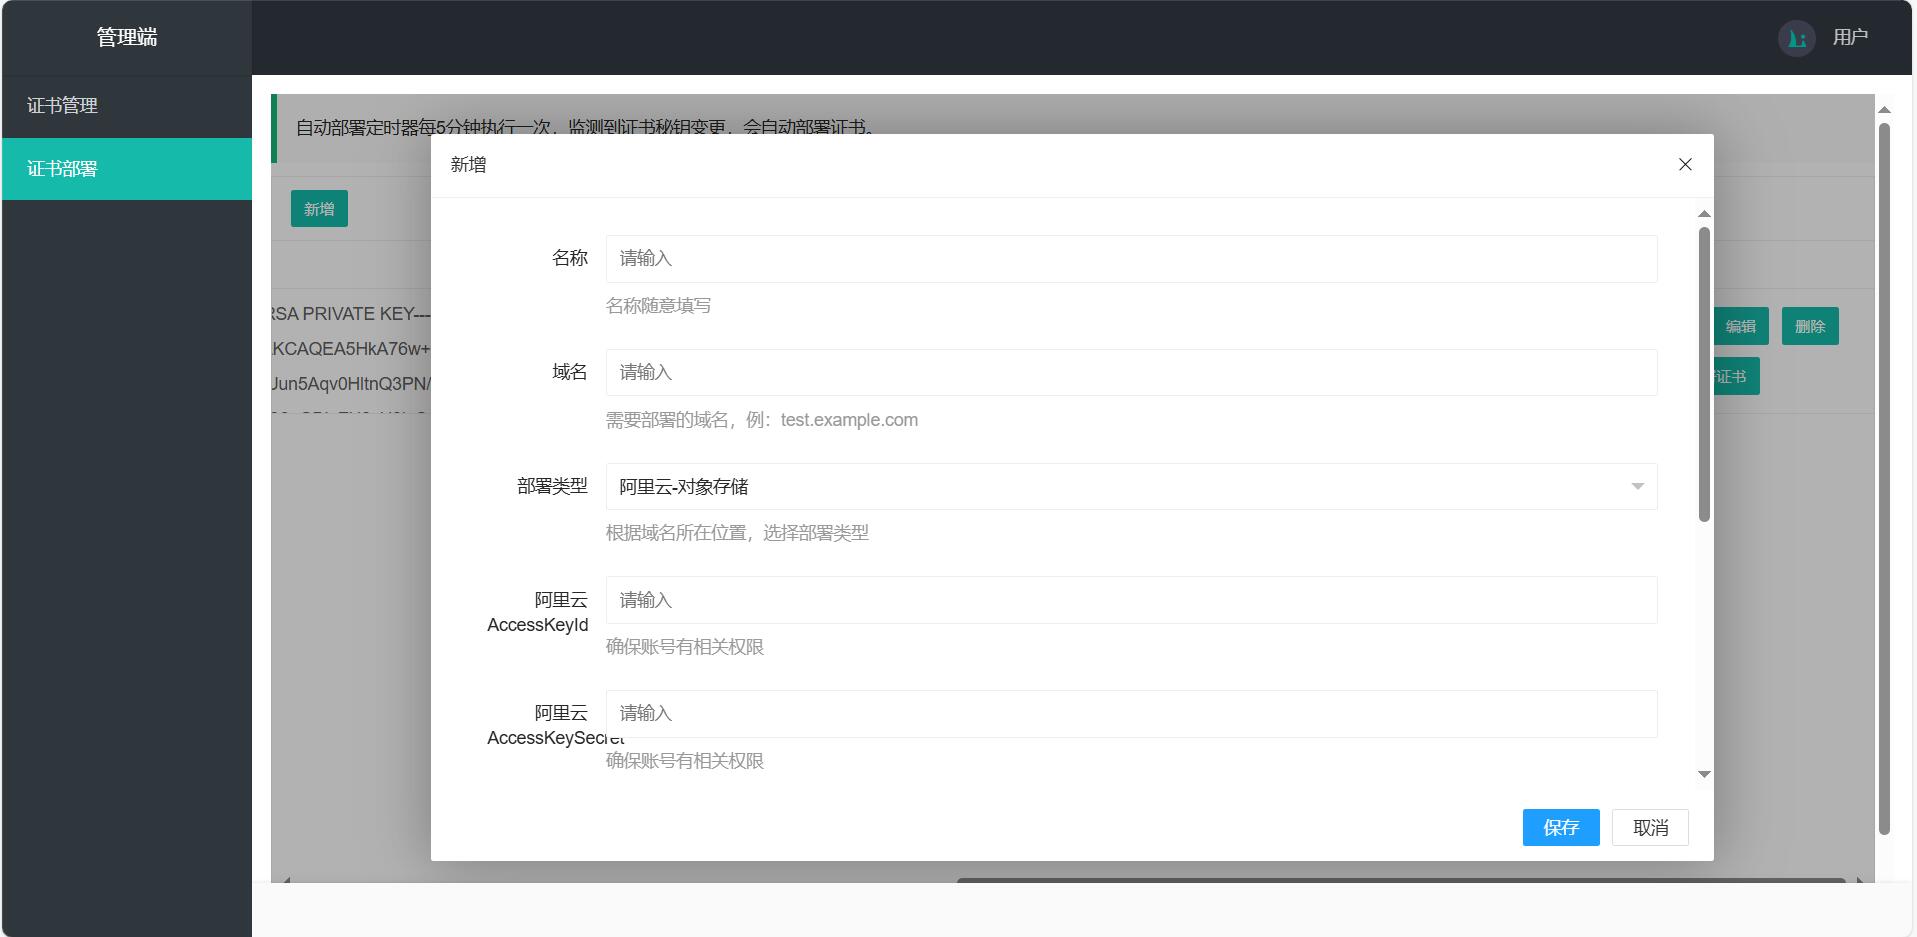 管理端
用户
证书管理
证书部署
自动部署定时器每5分钟执行一次，监测到证书秘钥变更，会自动部署证书。
新增
新增
RSA PRIVATE KEY---
KCAQEA5HkA76w+
Jun5Aqv0HltnQ3PN/
编辑
删除
证书
名称
请输入
名称随意填写
域名
请输入
需要部署的域名，例：test.example.com
部署类型
阿里云-对象存储
根据域名所在位置，选择部署类型
阿里云
AccessKeyId
请输入
确保账号有相关权限
阿里云
AccessKeySecret
请输入
确保账号有相关权限
保存
取消